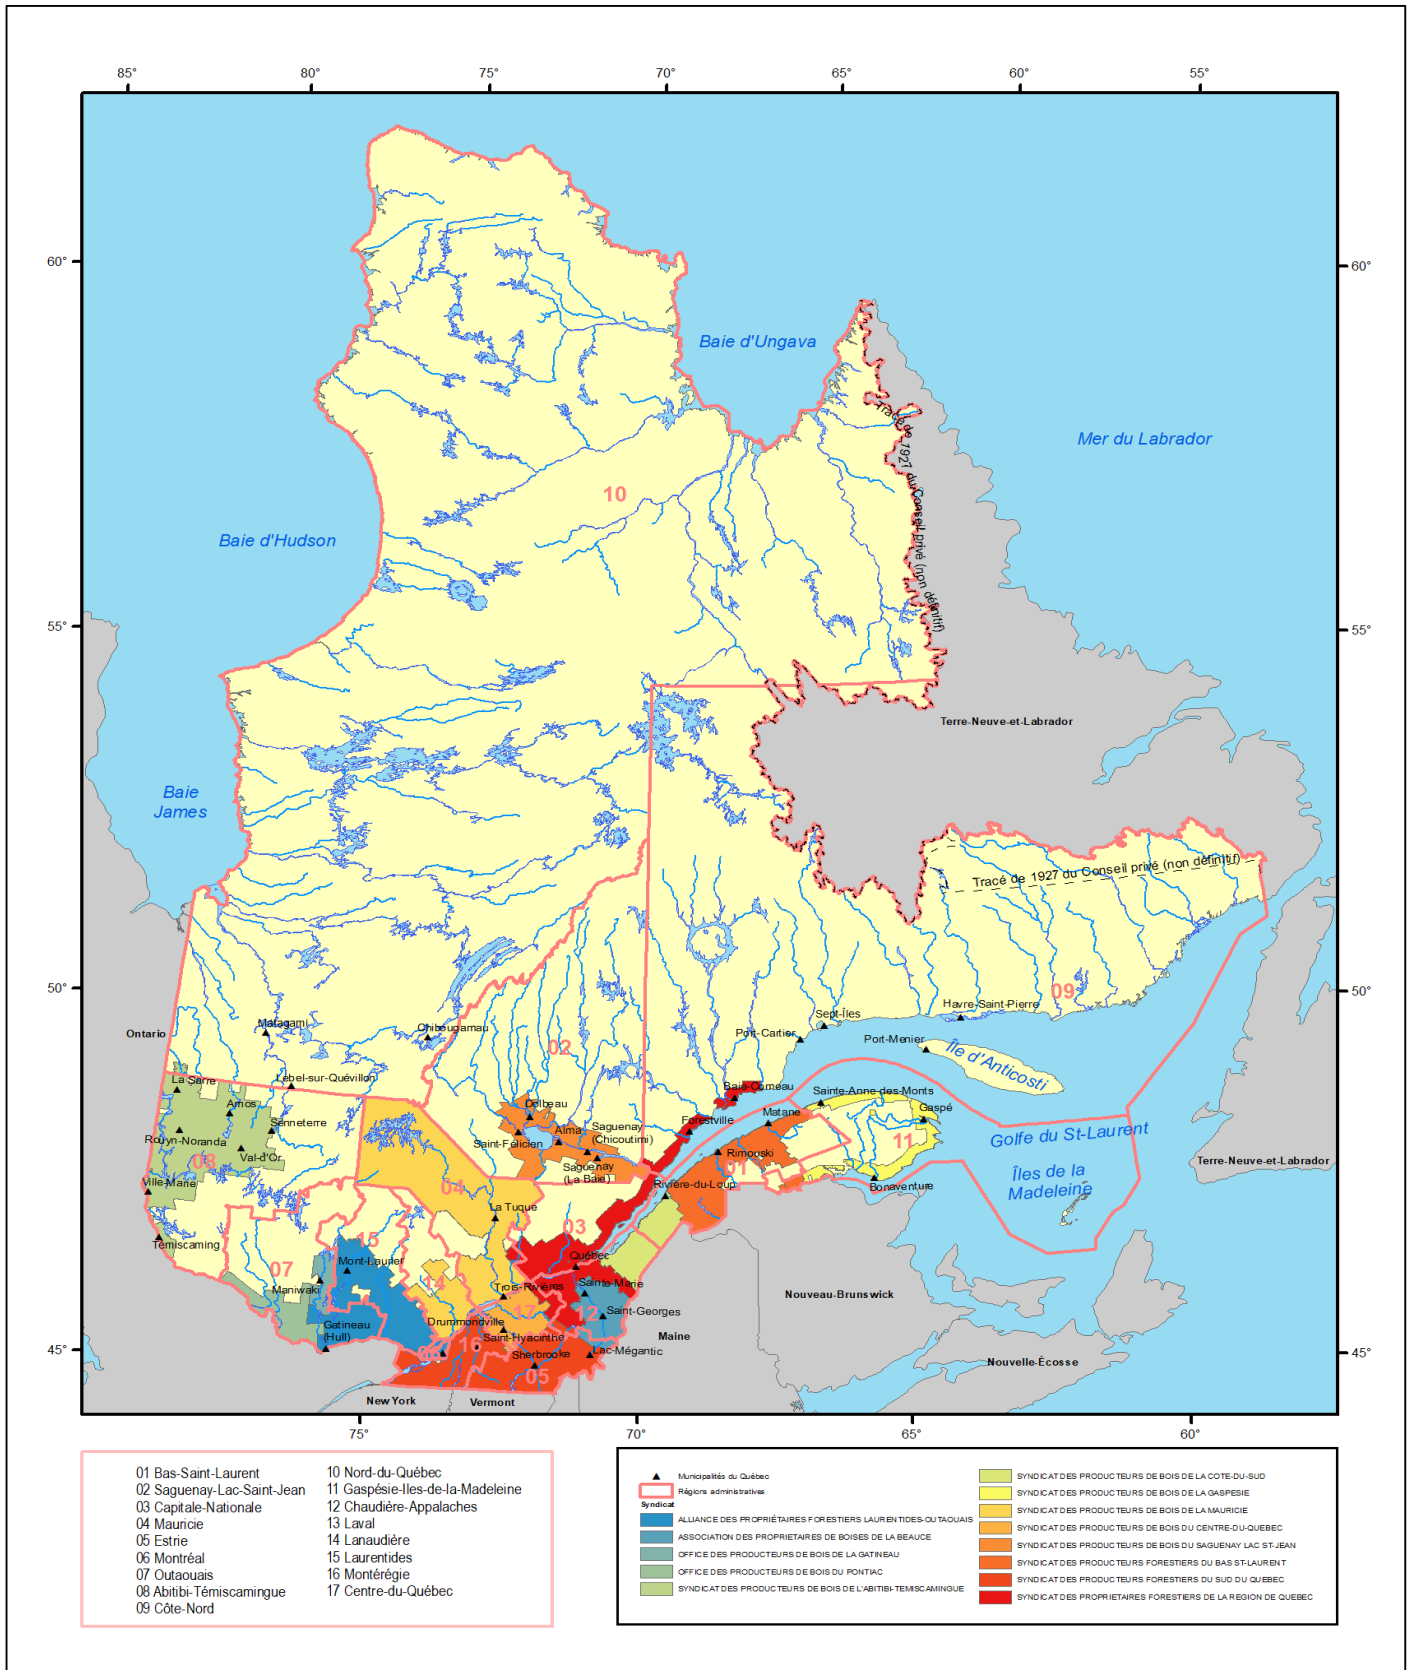 85°
80°
75°
70°
65°
60°
55°
60°
60°
Baie d'Ungava
Tracé de 1927 du Conseil privé (non définitif)
Mer du Labrador
10
Baie d'Hudson
55°
55°
Terre-Neuve-et-Labrador
Baie
James
Tracé de 1927 du Conseil privé (non définitif)
50°
50°
09
Havre-Saint-Pierre
Sept-Îles
Matagami
Chibougamau
Port-Cartier
Port-Menier
Ontario
02
Île d'Anticosti
La Sarre
Lebel-sur-Quévillon
Baie-Comeau
Sainte-Anne-des-Monts
Amos
Dolbeau
Matane
Gaspé
Senneterre
Forestville
Alma
Saguenay
(Chicoutimi)
Rouyn-Noranda
Saint-Félicien
11
Golfe du St-Laurent
Val-d'Or
08
Rimouski
01
Saguenay
(La Baie)
Terre-Neuve-et-Labrador
Îles de la
Madeleine
Ville-Marie
04
Rivière-du-Loup
Bonaventure
La Tuque
03
Témiscaming
15
Québec
07
Mont-Laurier
14
Maniwaki
Trois-Rivières
Sainte-Marie
Nouveau-Brunswick
17
12
Saint-Georges
Drummondville
Gatineau
(Hull)
Saint-Hyacinthe
Maine
16
Sherbrooke
Lac-Mégantic
45°
45°
05
Nouvelle-Écosse
New York
Vermont
75°
70°
65°
60°
01 Bas-Saint-Laurent
02 Saguenay-Lac-Saint-Jean
03 Capitale-Nationale
04 Mauricie
05 Estrie
06 Montréal
07 Outaouais
08 Abitibi-Témiscamingue
09 Côte-Nord
10 Nord-du-Québec
11 Gaspésie-Iles-de-la-Madeleine
12 Chaudière-Appalaches
13 Laval
14 Lanaudière
15 Laurentides
16 Montérégie
17 Centre-du-Québec
Municipalités du Québec
Régions administratives
Syndicat
ALLIANCE DES PROPRIÉTAIRES FORESTIERS LAURENTIDES-OUTAOUAIS
ASSOCIATION DES PROPRIETAIRES DE BOISES DE LA BEAUCE
OFFICE DES PRODUCTEURS DE BOIS DE LA GATINEAU
OFFICE DES PRODUCTEURS DE BOIS DU PONTIAC
SYNDICAT DES PRODUCTEURS DE BOIS DE L'ABITIBI-TEMISCAMINGUE
SYNDICAT DES PRODUCTEURS DE BOIS DE LA COTE-DU-SUD
SYNDICAT DES PRODUCTEURS DE BOIS DE LA GASPESIE
SYNDICAT DES PRODUCTEURS DE BOIS DE LA MAURICIE
SYNDICAT DES PRODUCTEURS DE BOIS DU CENTRE-DU-QUEBEC
SYNDICAT DES PRODUCTEURS DE BOIS DU SAGUENAY LAC ST-JEAN
SYNDICAT DES PRODUCTEURS FORESTIERS DU BAS ST-LAURENT
SYNDICAT DES PRODUCTEURS FORESTIERS DU SUD DU QUEBEC
SYNDICAT DES PROPRIETAIRES FORESTIERS DE LA REGION DE QUEBEC